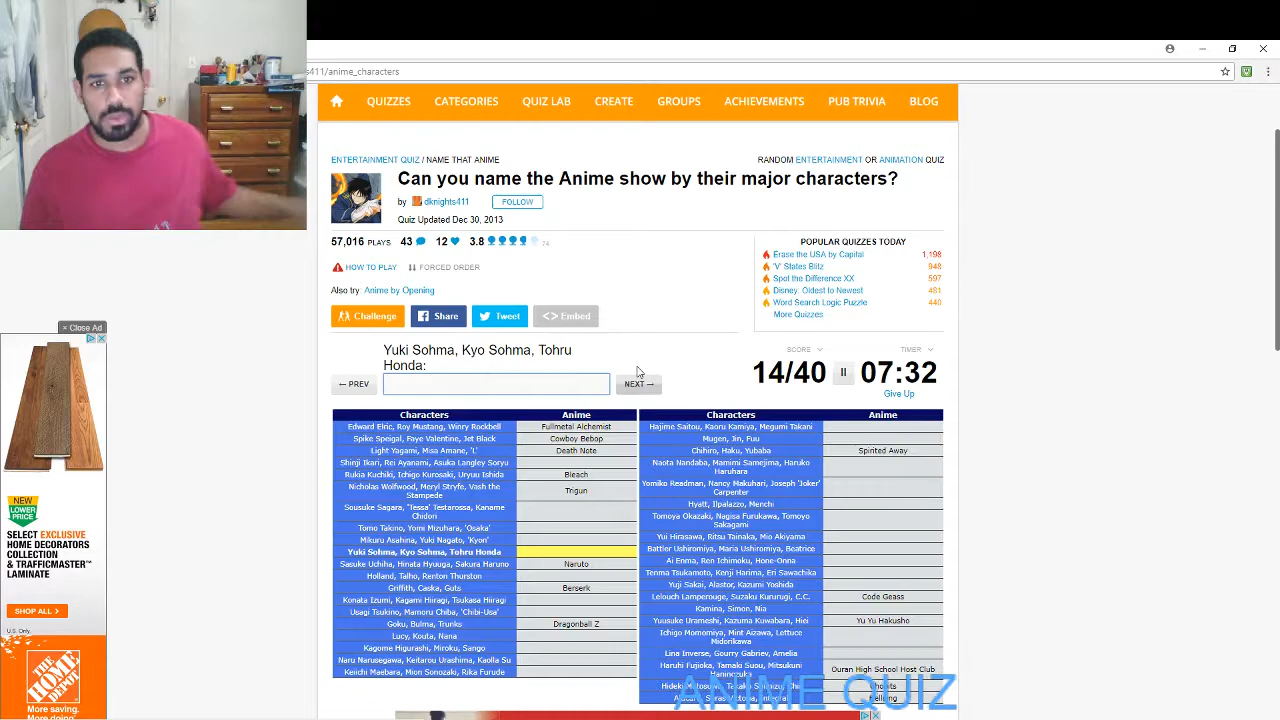 s411/anime_characters
QUIZZES CATEGORIES QUIZ LAB CREATE GROUPS ACHIEVEMENTS PUB TRIVIA BLOG
ENTERTAINMENT QUIZ / NAME THAT ANIME
RANDOM ENTERTAINMENT OR ANIMATION QUIZ
Can you name the Anime show by their major characters?
by dknights411 FOLLOW
Quiz Updated Dec 30, 2013
57,016 PLAYS 43 12 3.8 74
HOW TO PLAY FORCED ORDER
Also try: Anime by Opening
Challenge Share Tweet <> Embed
POPULAR QUIZZES TODAY
Erase the USA by Capital 1,198
'V' States Blitz 948
Spot the Difference XX 597
Disney: Oldest to Newest 481
Word Search Logic Puzzle 440
More Quizzes
Yuki Sohma, Kyo Sohma, Tohru
Honda:
← PREV
NEXT →
SCORE TIMER
14/40 07:32
Give Up
Characters Anime
Edward Elric, Roy Mustang, Winry Rockbell Fullmetal Alchemist
Spike Speigal, Faye Valentine, Jet Black Cowboy Bebop
Light Yagami, Misa Amane, 'L' Death Note
Shinji Ikari, Rei Ayanami, Asuka Langley Soryu
Rukia Kuchiki, Ichigo Kurosaki, Uryuu Ishida Bleach
Nicholas Wolfwood, Meryl Stryfe, Vash the
Stampede Trigun
Sousuke Sagara, 'Tessa' Testarossa, Kaname
Chidori
Tomo Takino, Yomi Mizuhara, 'Osaka'
Mikuru Asahina, Yuki Nagato, 'Kyon'
Yuki Sohma, Kyo Sohma, Tohru Honda
Sasuke Uchiha, Hinata Hyuuga, Sakura Haruno Naruto
Holland, Talho, Renton Thurston
Griffith, Caska, Guts Berserk
Konata Izumi, Kagami Hiiragi, Tsukasa Hiiragi
Usagi Tsukino, Mamoru Chiba, 'Chibi-Usa'
Goku, Bulma, Trunks Dragonball Z
Lucy, Kouta, Nana
Kagome Higurashi, Miroku, Sango
Naru Narusegawa, Keitarou Urashima, Kaolla Su
Keiichi Maebara, Mion Sonozaki, Rika Furude
Characters Anime
Hajime Saitou, Kaoru Kamiya, Megumi Takani
Mugen, Jin, Fuu
Chihiro, Haku, Yubaba Spirited Away
Naota Nandaba, Mamimi Samejima, Haruko
Haruhara
Yomiko Readman, Nancy Makuhari, Joseph 'Joker'
Carpenter
Hyatt, Ilpalazzo, Menchi
Tomoya Okazaki, Nagisa Furukawa, Tomoyo
Sakagami
Yui Hirasawa, Ritsu Tainaka, Mio Akiyama
Battler Ushiromiya, Maria Ushiromiya, Beatrice
Ai Enma, Ren Ichimoku, Hone-Onna
Tenma Tsukamoto, Kenji Harima, Eri Sawachika
Yuji Sakai, Alastor, Kazumi Yoshida
Lelouch Lamperouge, Suzaku Kururugi, C.C. Code Geass
Kamina, Simon, Nia
Yuusuke Urameshi, Kazuma Kuwabara, Hiei Yu Yu Hakusho
Ichigo Momomiya, Mint Aizawa, Lettuce
Midorikawa
Lina Inverse, Gourry Gabriev, Amelia
Haruhi Fujioka, Tamaki Suou, Mitsukuni
Haninozuka Ouran High School Host Club
ANIME QUIZ
× Close Ad
NEW
LOWER
PRICE
SELECT EXCLUSIVE
HOME DECORATORS
COLLECTION
& TRAFFICMASTER™
LAMINATE
SHOP ALL >
U.S. Only.
THE
HOME
DEPOT
More saving.
More doing.